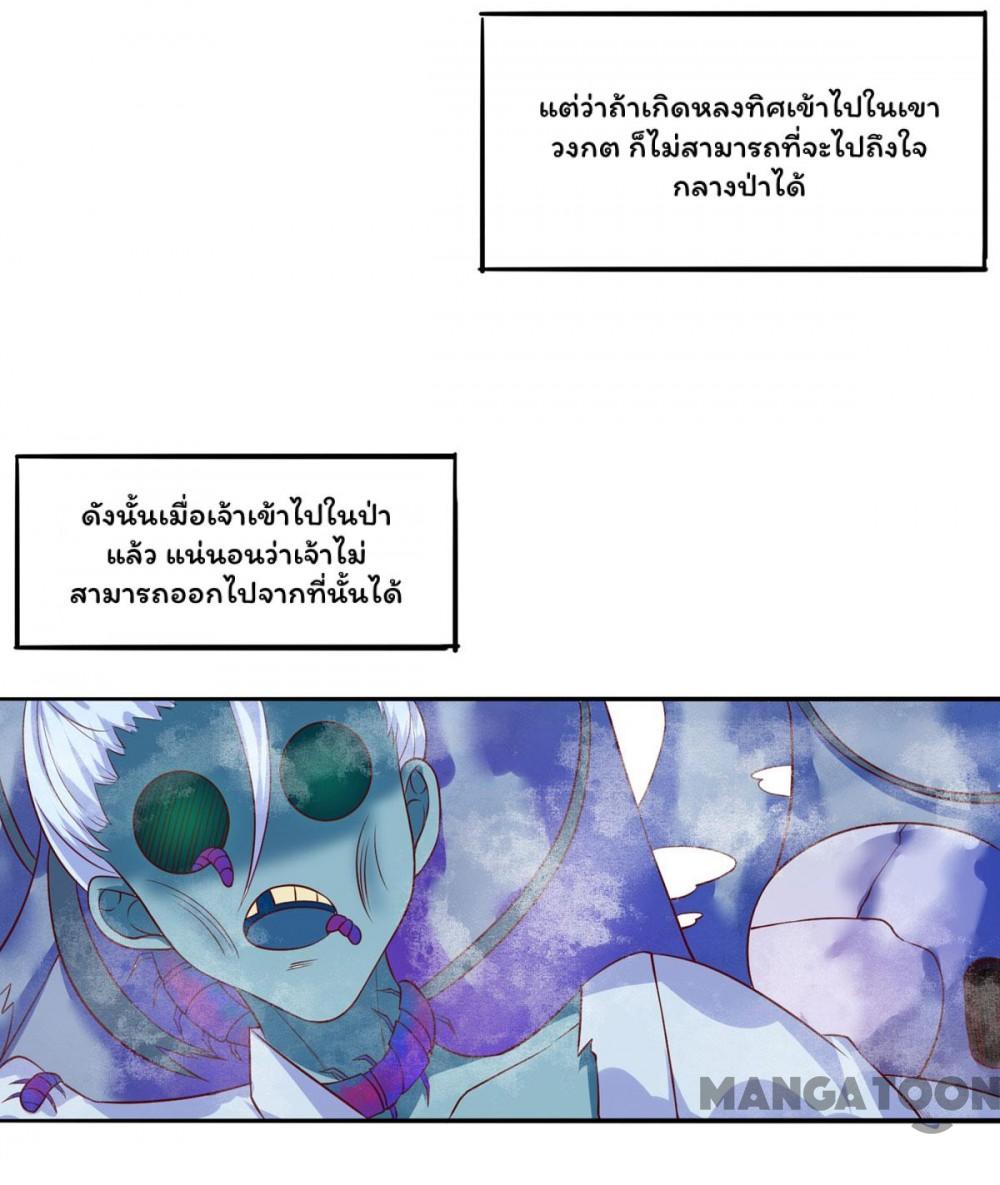 แต่ว่าถ้าเกิดหลงทิศเข้าไปในเขา
วงกต ก็ไม่สามารถที่จะไปถึงใจ
กลางป่าได้
ดังนั้นเมื่อเจ้าเข้าไปในป่า
แล้ว แน่นอนว่าเจ้าไม่
สามารถออกไปจากที่นั้นได้
MANGATOON